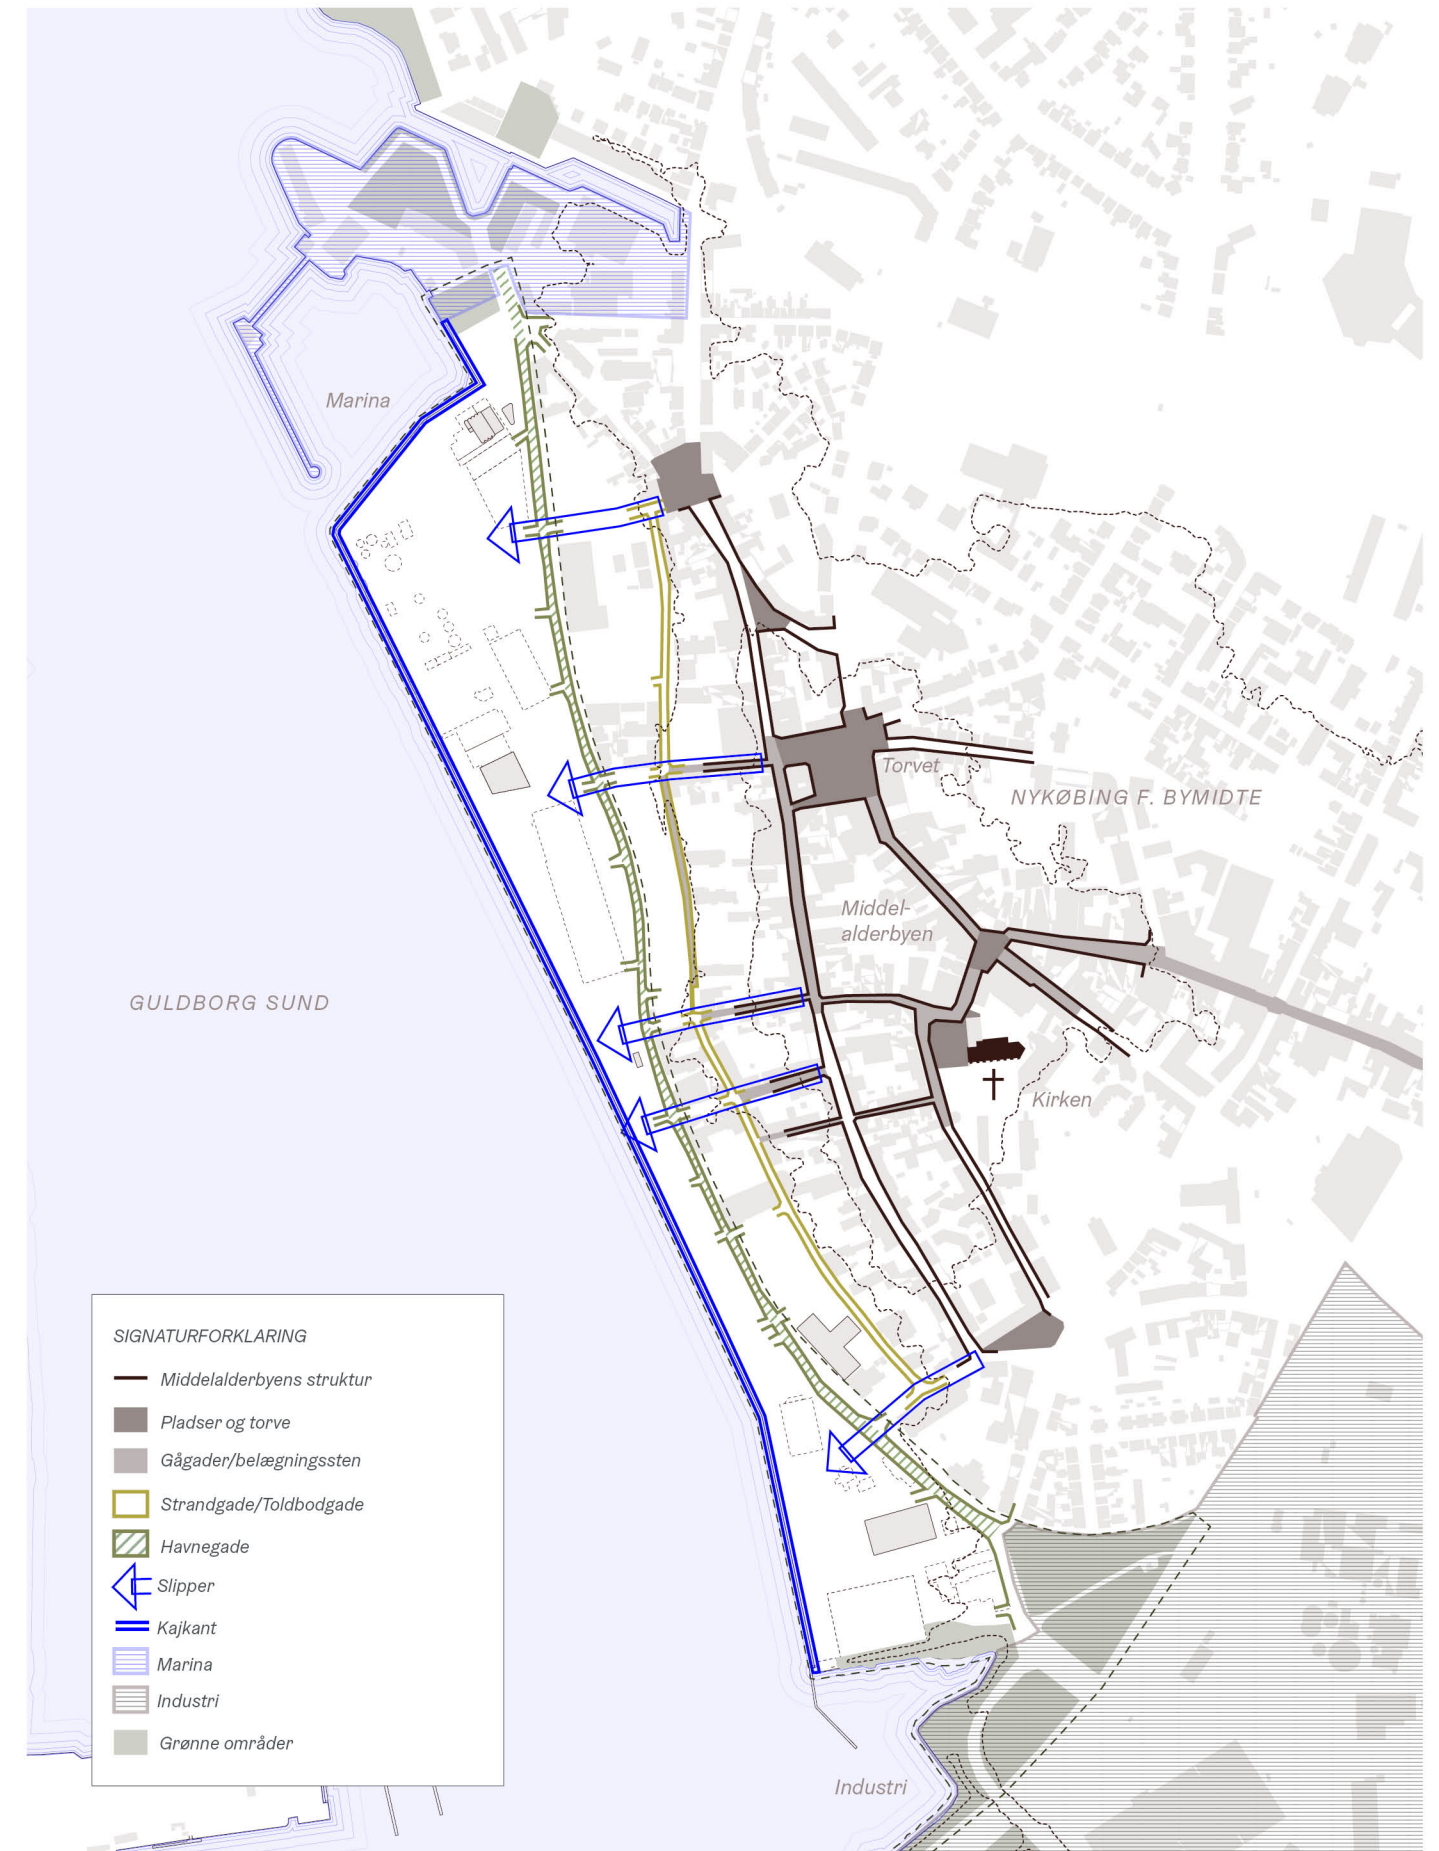 Marina
Torvet
NYKØBING F. BYMIDTE
Middel-
alderbyen
GULDBORG SUND
Kirken
SIGNATURFORKLARING
Middelalderbyens struktur
Pladser og torve
Gågader/belægningssten
Strandgade/Toldbodgade
Havnegade
Slipper
Kajkant
Marina
Industri
Grønne områder
Industri